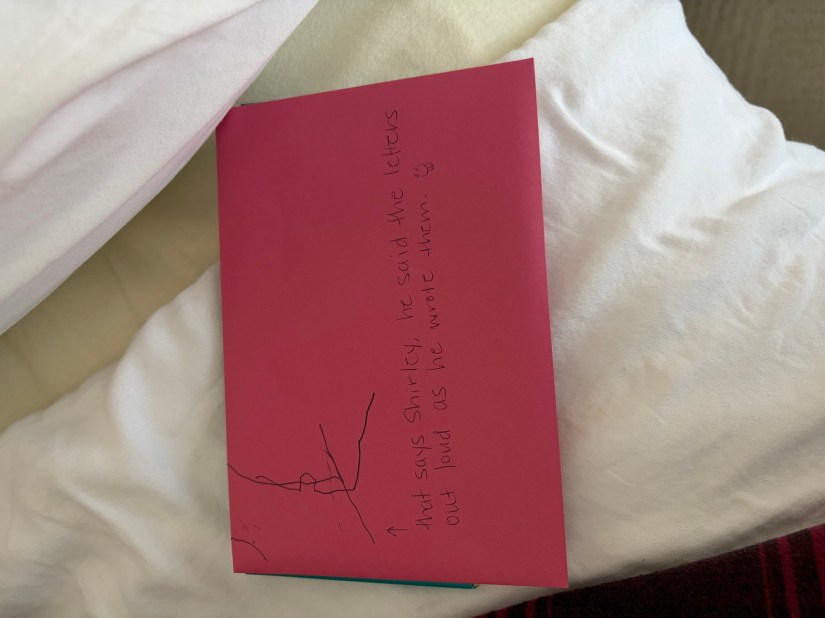 ↑
that says Shirley, he said the letters
out loud as he wrote them. ☺